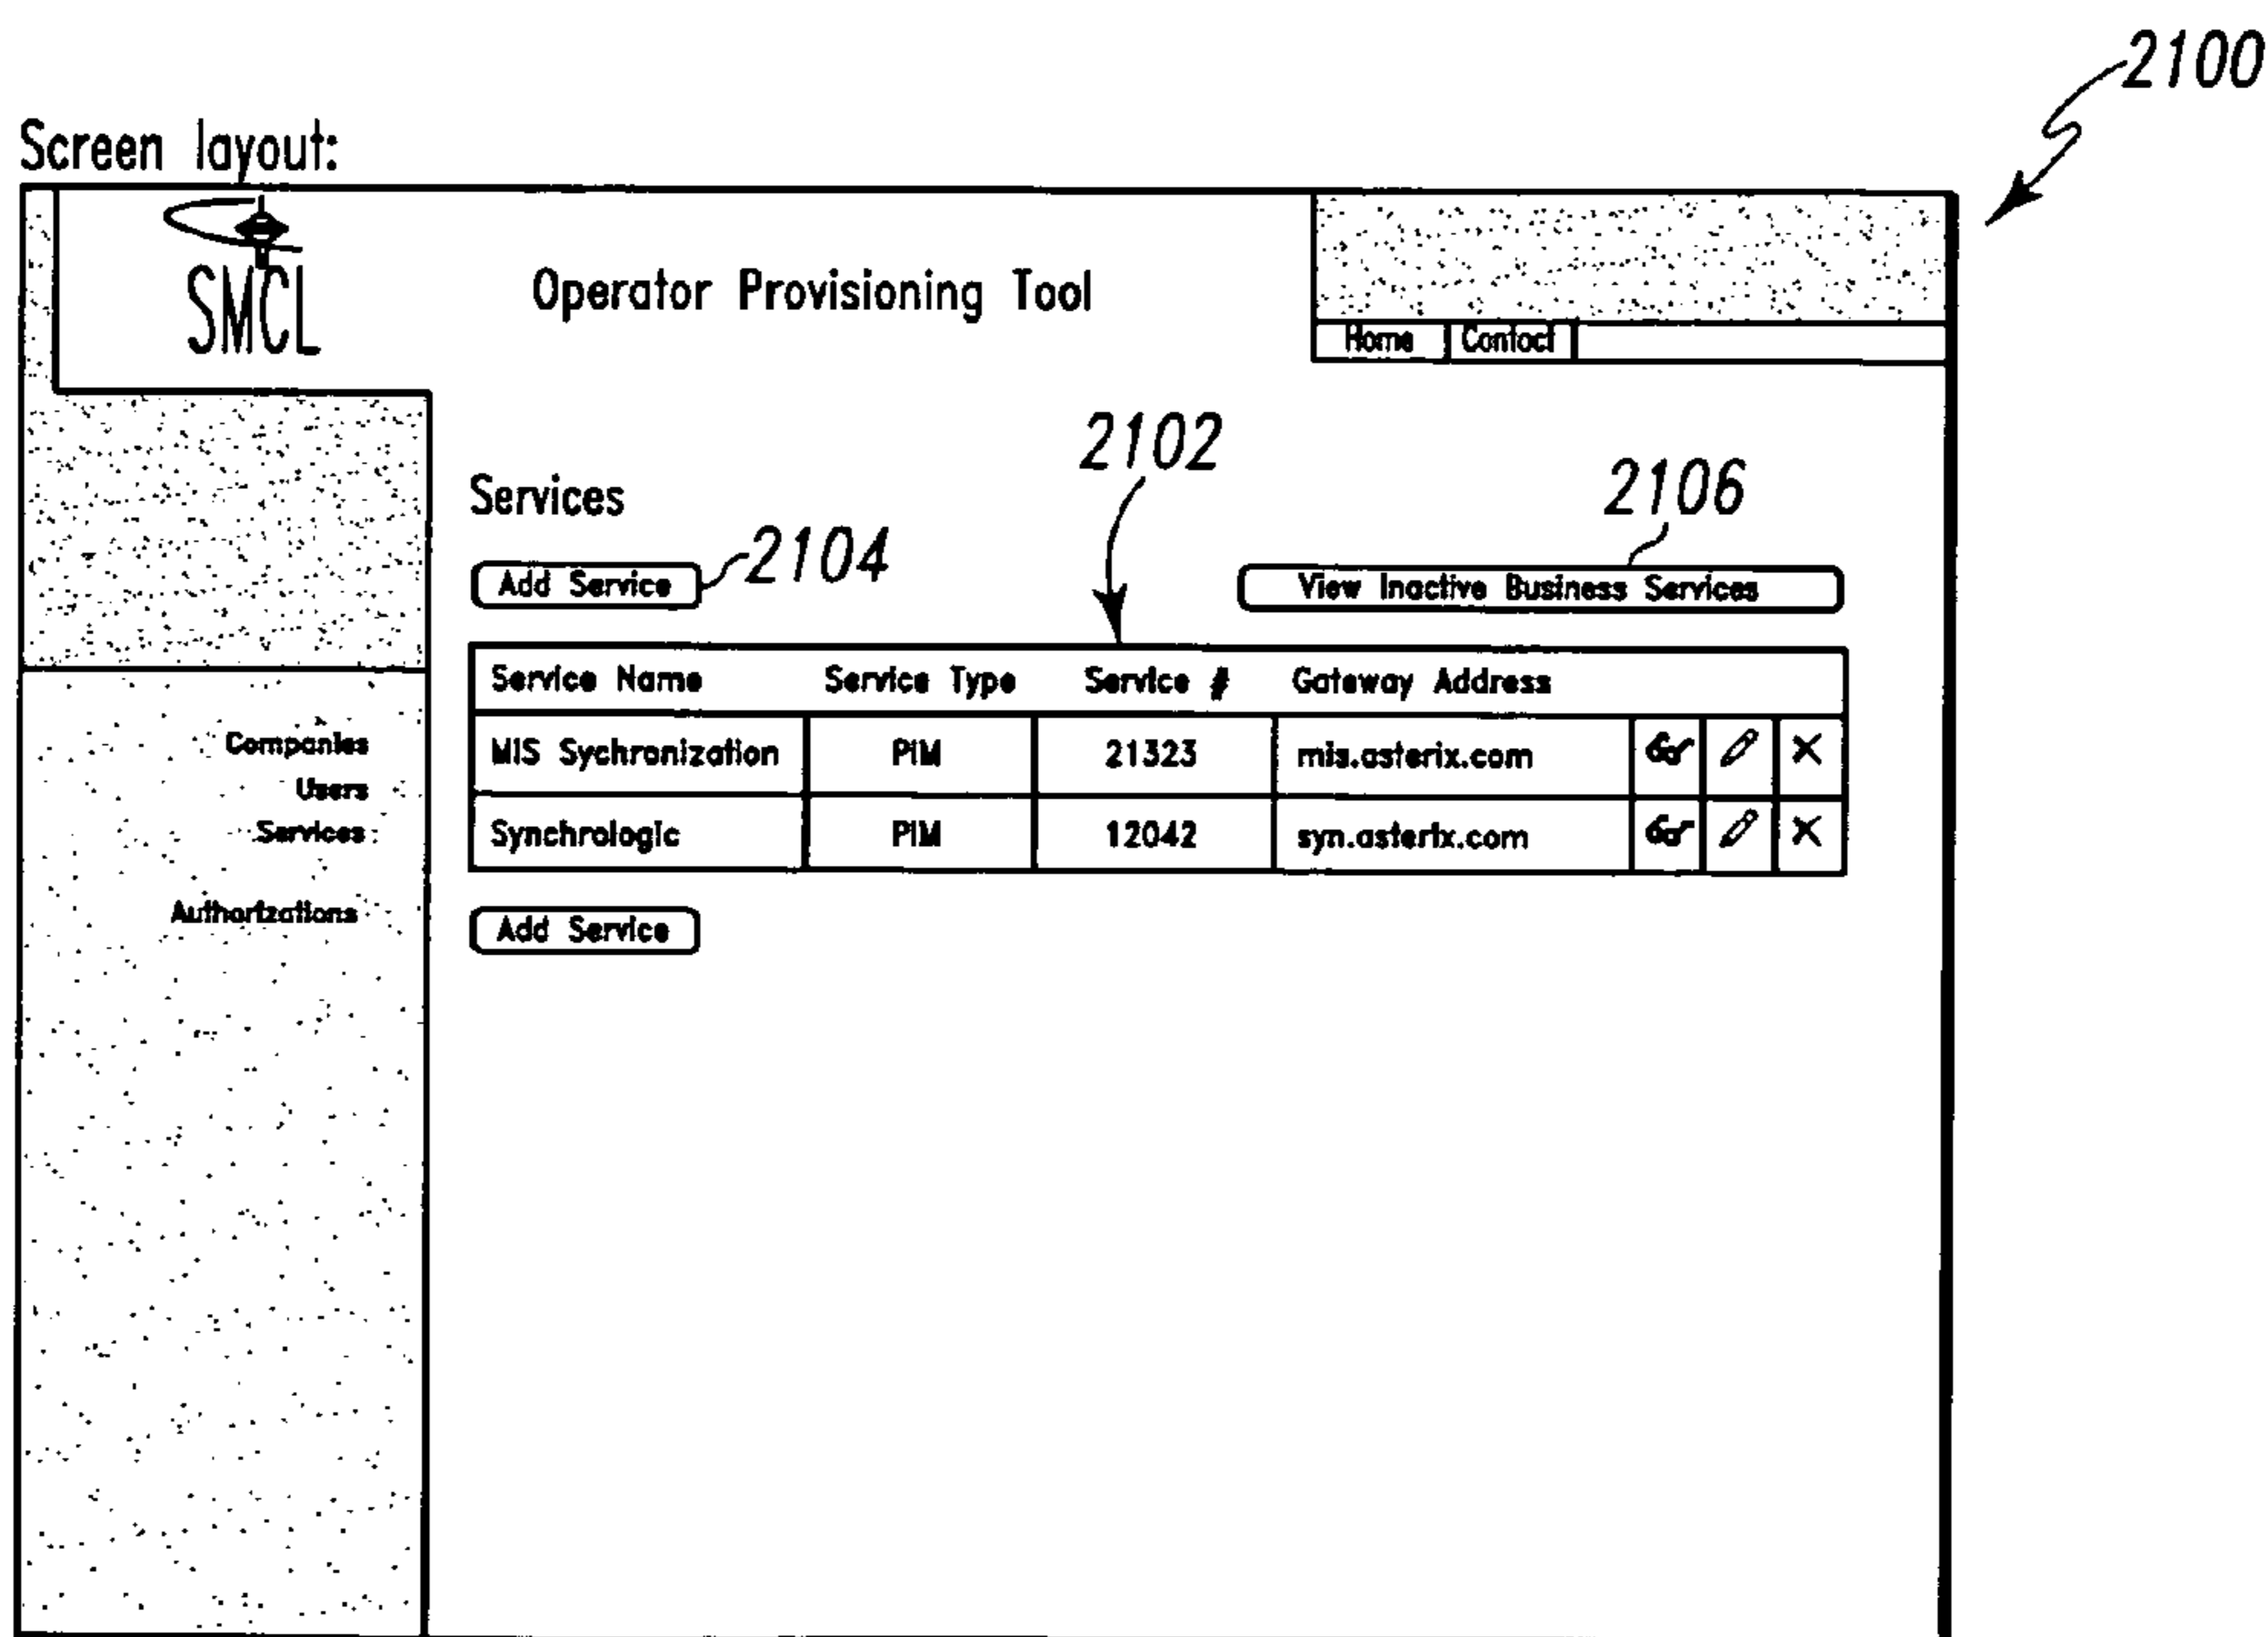 2100
Screen layout:
SMCL
Operator Provisioning Tool
Home Contact
2102
2106
Services
2104
Add Service
View Inactive Business Services
Service Name Service Type Service # Gateway Address
MIS Sychronization PIM 21323 mis.asterix.com
Synchrologic PIM 12042 syn.asterix.com
Add Service
Companies
Users
Services
Authorizations